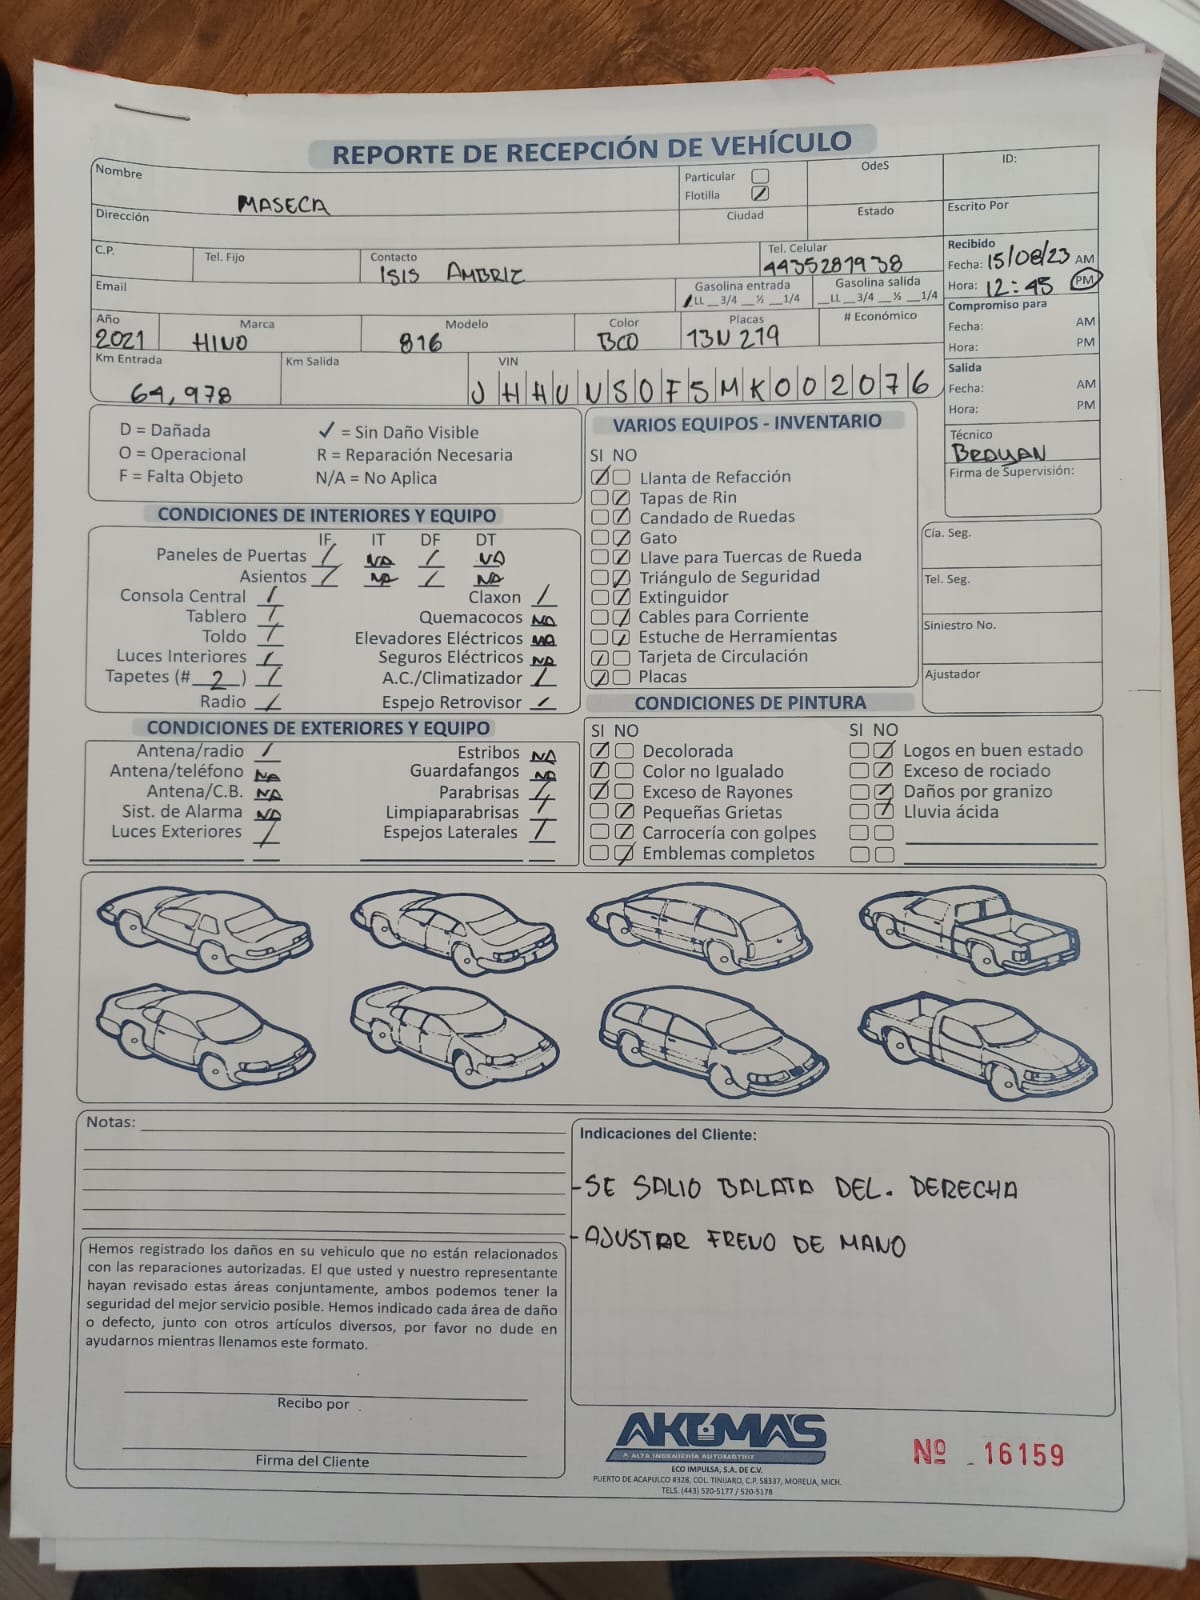 REPORTE DE RECEPCIÓN DE VEHÍCULO
Nombre MASECA
Particular
Flotilla
OdeS
ID:
Dirección
Ciudad
Estado
Escrito Por
C.P.
Tel. Fijo
Contacto ISIS AMBRIZ
Tel. Celular 4435281938
Recibido
Fecha: 15/08/23 AM
Hora: 12:45 PM
Email
Gasolina entrada
LL __3/4 __½ __1/4
Gasolina salida
__LL __3/4 __½ __1/4
Compromiso para
Fecha: AM
Hora: PM
Año 2021
Marca HINO
Modelo 816
Color BCO
Placas 13N 219
# Económico
Km Entrada 64,978
Km Salida
VIN
Salida
Fecha: AM
Hora: PM
Técnico
BRAYAN
Firma de Supervisión:
D = Dañada ✓ = Sin Daño Visible
O = Operacional R = Reparación Necesaria
F = Falta Objeto N/A = No Aplica
CONDICIONES DE INTERIORES Y EQUIPO
IF IT DF DT
Paneles de Puertas / NA / NA
Asientos / NA / NA
Consola Central / Claxon /
Tablero / Quemacocos NA
Toldo / Elevadores Eléctricos NA
Luces Interiores / Seguros Eléctricos NA
Tapetes (# 2 ) / A.C./Climatizador /
Radio / Espejo Retrovisor /
VARIOS EQUIPOS - INVENTARIO
SI NO
Llanta de Refacción
Tapas de Rin
Candado de Ruedas
Gato
Llave para Tuercas de Rueda
Triángulo de Seguridad
Extinguidor
Cables para Corriente
Estuche de Herramientas
Tarjeta de Circulación
Placas
Cía. Seg.
Tel. Seg.
Siniestro No.
Ajustador
CONDICIONES DE EXTERIORES Y EQUIPO
Antena/radio / Estribos NA
Antena/teléfono NA Guardafangos NA
Antena/C.B. NA Parabrisas /
Sist. de Alarma NA Limpiaparabrisas /
Luces Exteriores / Espejos Laterales /
CONDICIONES DE PINTURA
SI NO SI NO
Decolorada Logos en buen estado
Color no Igualado Exceso de rociado
Exceso de Rayones Daños por granizo
Pequeñas Grietas Lluvia ácida
Carrocería con golpes
Emblemas completos
Notas:
Indicaciones del Cliente:
-SE SALIO BALATA DEL. DERECHA
-AJUSTAR FRENO DE MANO
Hemos registrado los daños en su vehiculo que no están relacionados
con las reparaciones autorizadas. El que usted y nuestro representante
hayan revisado estas áreas conjuntamente, ambos podemos tener la
seguridad del mejor servicio posible. Hemos indicado cada área de daño
o defecto, junto con otros artículos diversos, por favor no dude en
ayudarnos mientras llenamos este formato.
Recibo por
Firma del Cliente
AKUMA'S
ALTA INGENIERÍA AUTOMOTRIZ
ECO IMPULSA, S.A. DE C.V.
PUERTO DE ACAPULCO #328, COL. TINIJARO, C.P. 58337, MORELIA, MICH.
TELS. (443) 520-5177 / 520-5178
Nº 16159